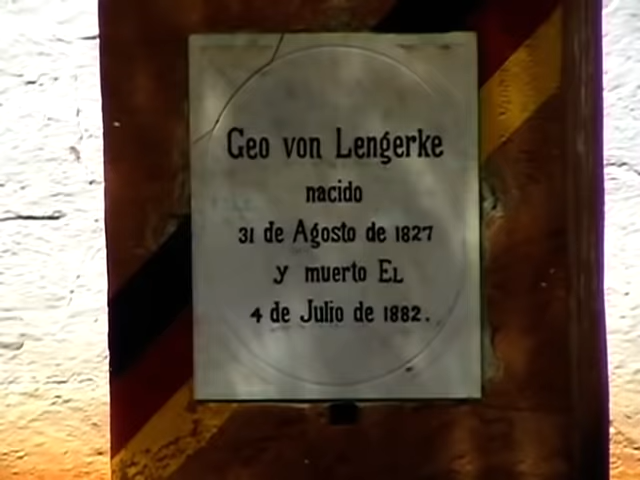 Geo von Lengerke
nacido
31 de Agosto de 1827
y muerto El
4 de Julio de 1882.